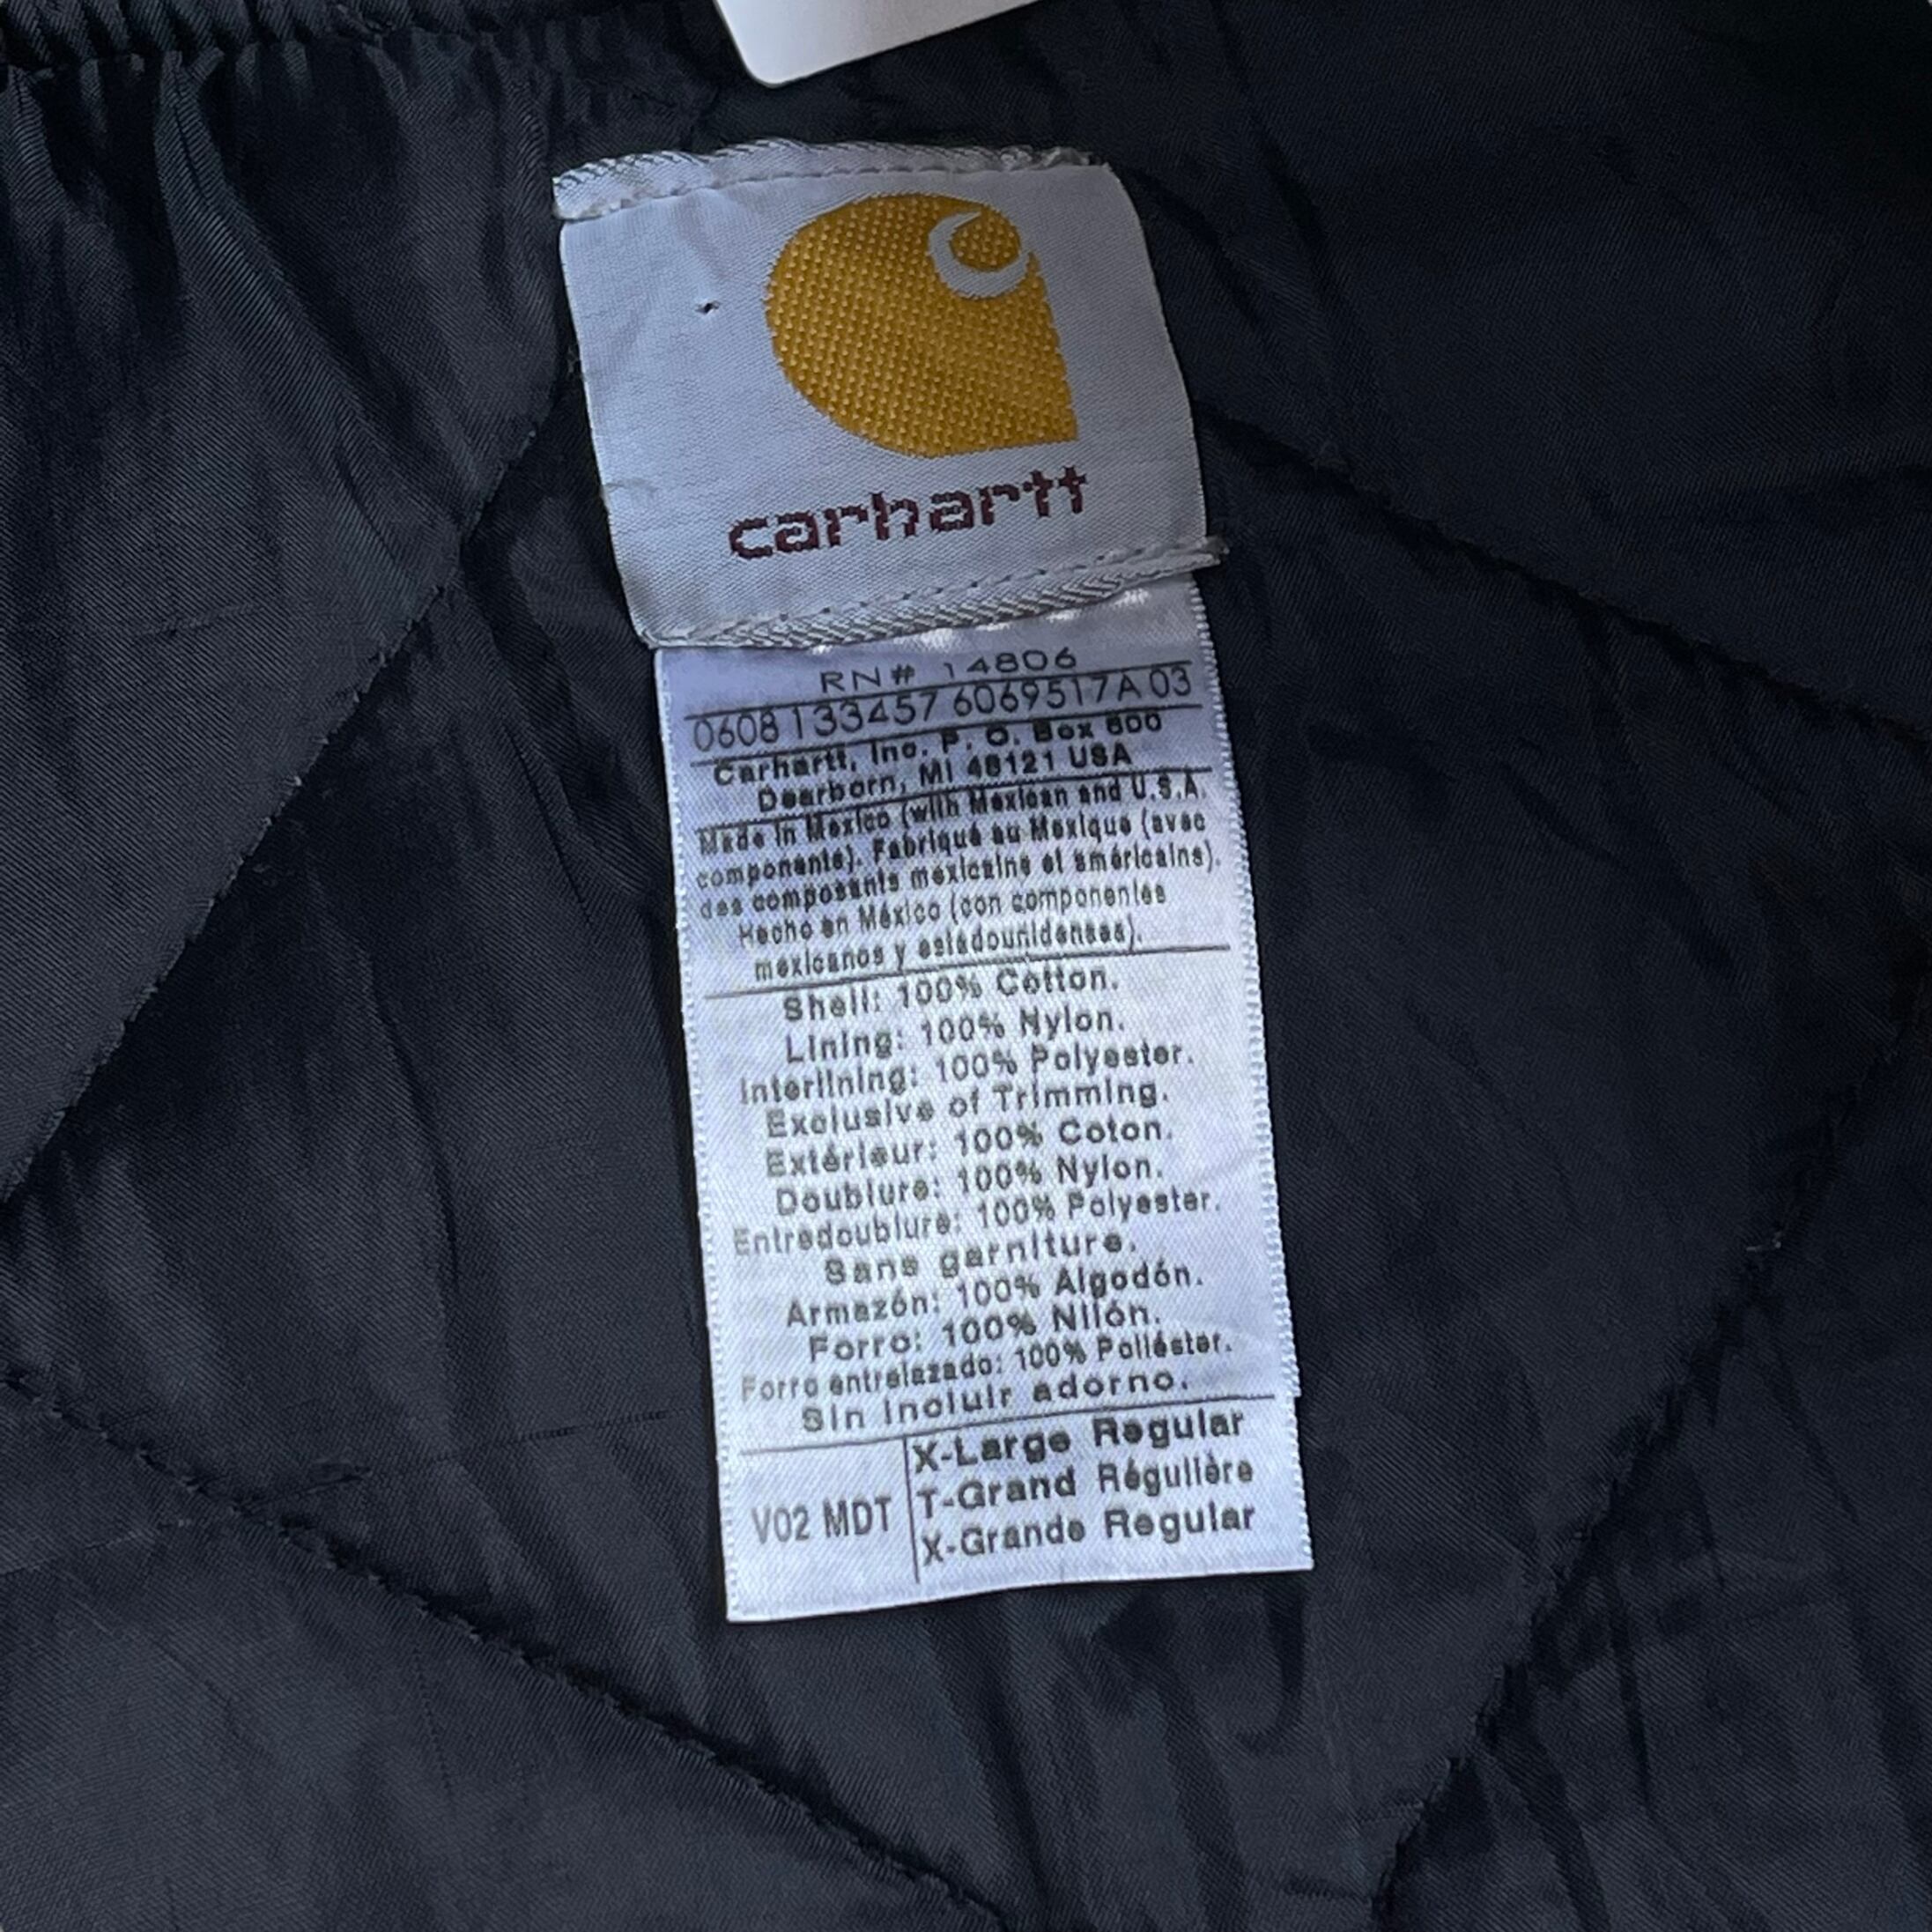 carhartt
RN# 14806
0608 133457 6069517A 03
Carhartt, Inc. P. O. Box 600
Dearborn, MI 48121 USA
Made in Mexico (with Mexican and U.S.A.
components). Fabriqué au Mexique (avec
des composants mexicains et américains).
Hecho en México (con componentes
mexicanos y estadounidenses).
Shell: 100% Cotton.
Lining: 100% Nylon.
Interlining: 100% Polyester.
Exclusive of Trimming.
Extérieur: 100% Coton.
Doublure: 100% Nylon.
Entredoublure: 100% Polyester.
Sans garniture.
Armazón: 100% Algodón.
Forro: 100% Nilón.
Forro entrelazado: 100% Poliéster.
Sin incluir adorno.
V02 MDT
X-Large Regular
T-Grand Régulière
X-Grande Regular